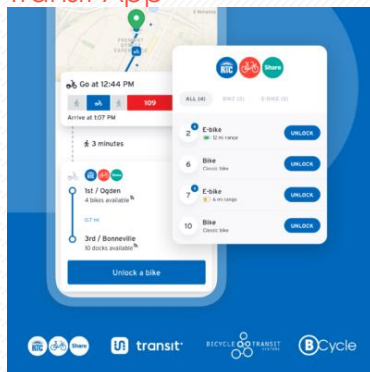 Transit App
RTC Share
ALL (4) BIKE (2) E-BIKE (2)
Go at 12:44 PM
109
Arrive at 1:07 PM
3 minutes
1st / Ogden
4 bikes available
0.7 mi
3rd / Bonneville
10 docks available
Unlock a bike
2 E-bike
12 mi range
UNLOCK
6 Bike
Classic bike
UNLOCK
7 E-bike
6 mi range
UNLOCK
10 Bike
Classic bike
UNLOCK
RTC Share
transit
BICYCLE TRANSIT
SYSTEMS
BCycle